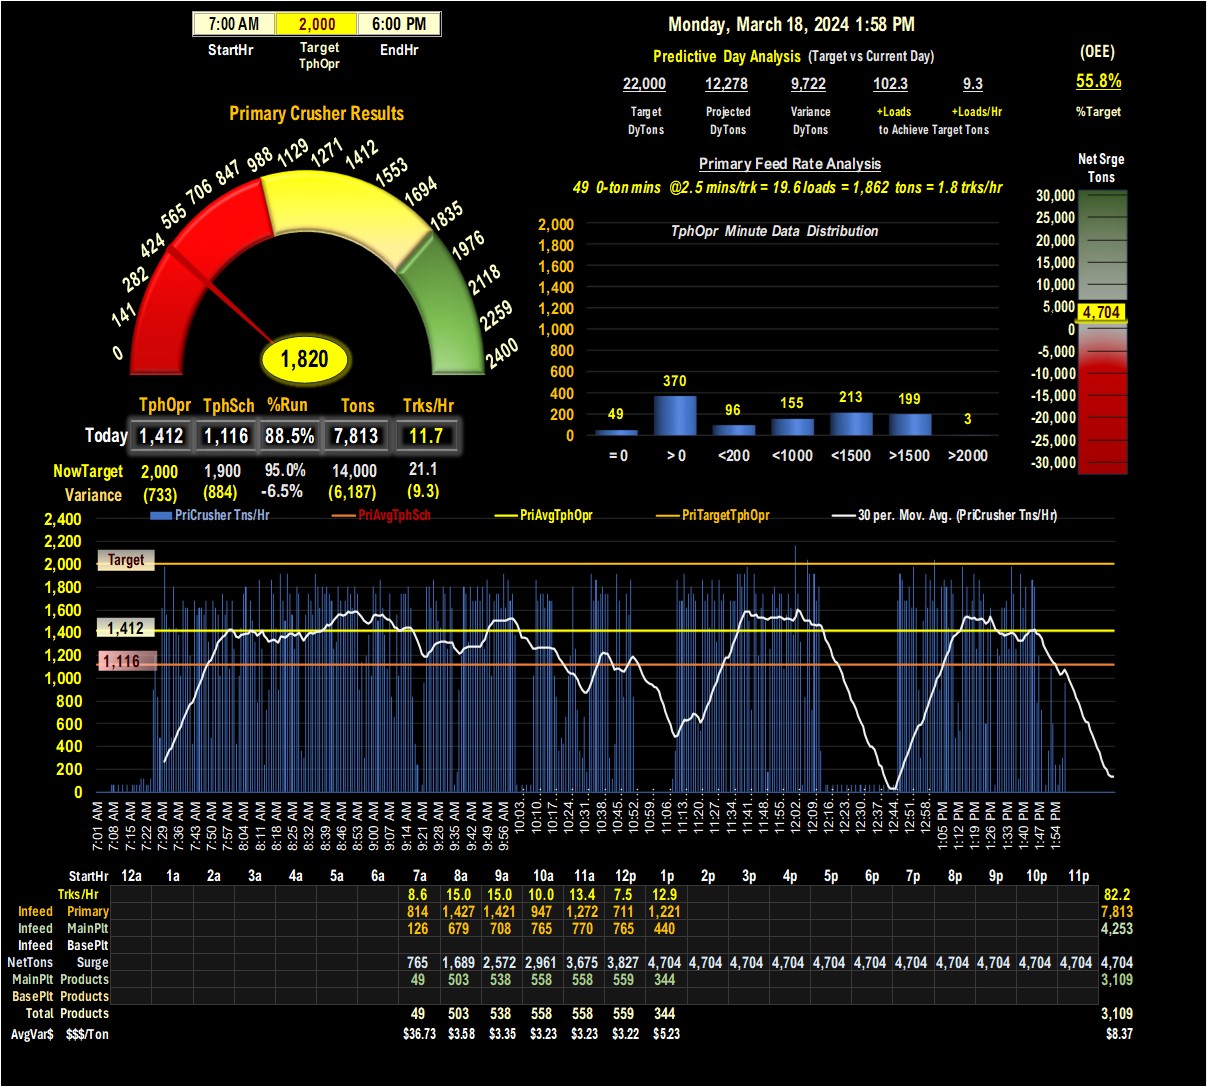 7:00 AM 2,000 6:00 PM
StartHr Target TphOpr EndHr
Monday, March 18, 2024 1:58 PM
Predictive Day Analysis (Target vs Current Day)
(OEE)
22,000 12,278 9,722 102.3 9.3 55.8%
Target DyTons Projected DyTons Variance DyTons +Loads +Loads/Hr to Achieve Target Tons %Target
Primary Crusher Results
0 141 282 424 565 706 847 988 1129 1271 1412 1553 1694 1835 1976 2118 2259 2400
1,820
TphOpr TphSch %Run Tons Trks/Hr
Today 1,412 1,116 88.5% 7,813 11.7
NowTarget 2,000 1,900 95.0% 14,000 21.1
Variance (733) (884) -6.5% (6,187) (9.3)
Primary Feed Rate Analysis
49 0-ton mins @2.5 mins/trk = 19.6 loads = 1,862 tons = 1.8 trks/hr
TphOpr Minute Data Distribution
2,000
1,800
1,600
1,400
1,200
1,000
800
600
400
200
0
49 370 96 155 213 199 3
= 0 > 0 <200 <1000 <1500 >1500 >2000
Net Srge
Tons
30,000
25,000
20,000
15,000
10,000
5,000
4,704
0
-5,000
-10,000
-15,000
-20,000
-25,000
-30,000
PriCrusher Tns/Hr PriAvgTphSch PriAvgTphOpr PriTargetTphOpr 30 per. Mov. Avg. (PriCrusher Tns/Hr)
2,400
2,200
2,000
1,800
1,600
1,400
1,200
1,000
800
600
400
200
0
Target
1,412
1,116
7:01 AM 7:08 AM 7:15 AM 7:22 AM 7:29 AM 7:36 AM 7:43 AM 7:50 AM 7:57 AM 8:04 AM 8:11 AM 8:18 AM 8:25 AM 8:32 AM 8:39 AM 8:46 AM 8:53 AM 9:00 AM 9:07 AM 9:14 AM 9:21 AM 9:28 AM 9:35 AM 9:42 AM 9:49 AM 9:56 AM 10:03… 10:10… 10:17… 10:24… 10:31… 10:38… 10:45… 10:52… 10:59… 11:06… 11:13… 11:20… 11:27… 11:34… 11:41… 11:48… 11:55… 12:02… 12:09… 12:16… 12:23… 12:30… 12:37… 12:44… 12:51… 12:58… 1:05 PM 1:12 PM 1:19 PM 1:26 PM 1:33 PM 1:40 PM 1:47 PM 1:54 PM
StartHr 12a 1a 2a 3a 4a 5a 6a 7a 8a 9a 10a 11a 12p 1p 2p 3p 4p 5p 6p 7p 8p 9p 10p 11p
Trks/Hr 8.6 15.0 15.0 10.0 13.4 7.5 12.9 82.2
Infeed Primary 814 1,427 1,421 947 1,272 711 1,221 7,813
Infeed MainPlt 126 679 708 765 770 765 440 4,253
Infeed BasePlt
NetTons Surge 765 1,689 2,572 2,961 3,675 3,827 4,704 4,704 4,704 4,704 4,704 4,704 4,704 4,704 4,704 4,704 4,704 4,704
MainPlt Products 49 503 538 558 558 559 344 3,109
BasePlt Products
Total Products 49 503 538 558 558 559 344 3,109
AvgVar$ $$$/Ton $36.73 $3.58 $3.35 $3.23 $3.23 $3.22 $5.23 $8.37